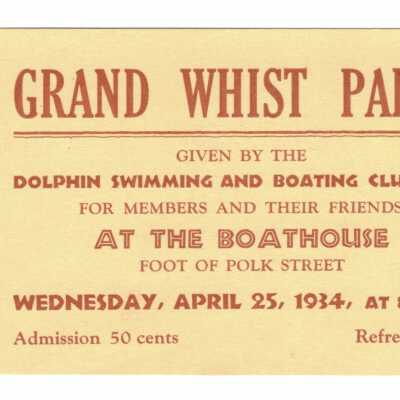 GRAND WHIST PA
GIVEN BY THE
DOLPHIN SWIMMING AND BOATING CLU
FOR MEMBERS AND THEIR FRIENDS
AT THE BOATHOUSE
FOOT OF POLK STREET
WEDNESDAY, APRIL 25, 1934, AT 8
Admission 50 cents Refre